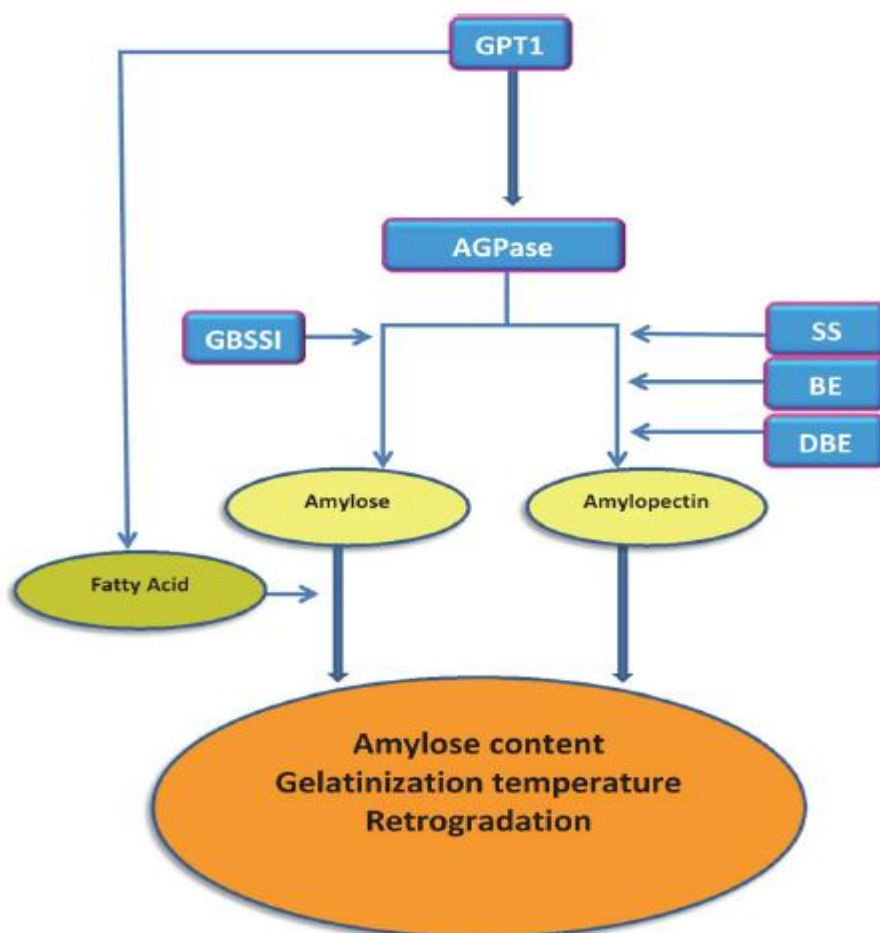 GPT1
AGPase
GBSSI
SS
BE
DBE
Amylose
Amylopectin
Fatty Acid
Amylose content
Gelatinization temperature
Retrogradation